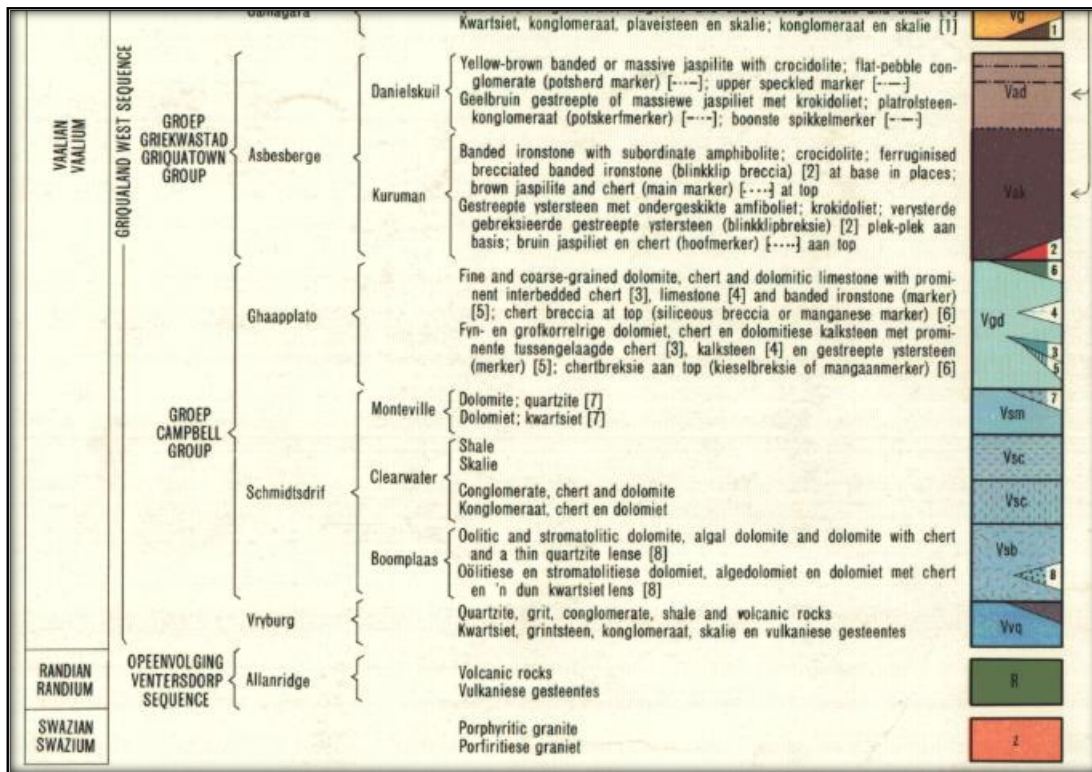 Kwartsiet, konglomeraat, plaveisteen en skalie; konglomeraat en skalie [1]
Vg
1
VAALIAN
VAALIUM
GRIQUALAND WEST SEQUENCE
GROEP
GRIEKWASTAD
GRIQUATOWN
GROUP
Asbesberge
Danielskuil
Yellow-brown banded or massive jaspilite with crocidolite; flat-pebble con-
glomerate (potsherd marker) [-·····-]; upper speckled marker [-·-·-]
Geelbruin gestreepte of massiewe jaspiliet met krokidoliet; platrolsteen-
konglomeraat (potskerfmerker) [-···-]; boonste spikkelmerker [-·-]
Vad
Kuruman
Banded ironstone with subordinate amphibolite; crocidolite; ferruginised
brecciated banded ironstone (blinkklip breccia) [2] at base in places;
brown jaspilite and chert (main marker) [·····] at top
Gestreepte ystersteen met ondergeskikte amfiboliet; krokidoliet; verysterde
gebreksieerde gestreepte ystersteen (blinkklipbreksie) [2] plek-plek aan
basis; bruin jaspiliet en chert (hoofmerker) [·····] aan top
Vak
2
GROEP
CAMPBELL
GROUP
Ghaapplato
Fine and coarse-grained dolomite, chert and dolomitic limestone with promi-
nent interbedded chert [3], limestone [4] and banded ironstone (marker)
[5]; chert breccia at top (siliceous breccia or manganese marker) [6]
Fyn- en grofkorrelrige dolomiet, chert en dolomitiese kalksteen met promi-
nente tussengelaagde chert [3], kalksteen [4] en gestreepte ystersteen
(merker) [5]; chertbreksie aan top (kieselbreksie of mangaanmerker) [6]
6
4
Vgd
3
5
Schmidtsdrif
Monteville
Dolomite; quartzite [7]
Dolomiet; kwartsiet [7]
7
Vsm
Clearwater
Shale
Skalie
Vsc
Conglomerate, chert and dolomite
Konglomeraat, chert en dolomiet
Vsc
Boomplaas
Oolitic and stromatolitic dolomite, algal dolomite and dolomite with chert
and a thin quartzite lense [8]
Oölitiese en stromatolitiese dolomiet, algedolomiet en dolomiet met chert
en 'n dun kwartsietlens [8]
Vsb
8
Vryburg
Quartzite, grit, conglomerate, shale and volcanic rocks
Kwartsiet, grintsteen, konglomeraat, skalie en vulkaniese gesteentes
Vvq
RANDIAN
RANDIUM
OPEENVOLGING
VENTERSDORP
SEQUENCE
Allanridge
Volcanic rocks
Vulkaniese gesteentes
R
SWAZIAN
SWAZIUM
Porphyritic granite
Porfiritiese graniet
Z